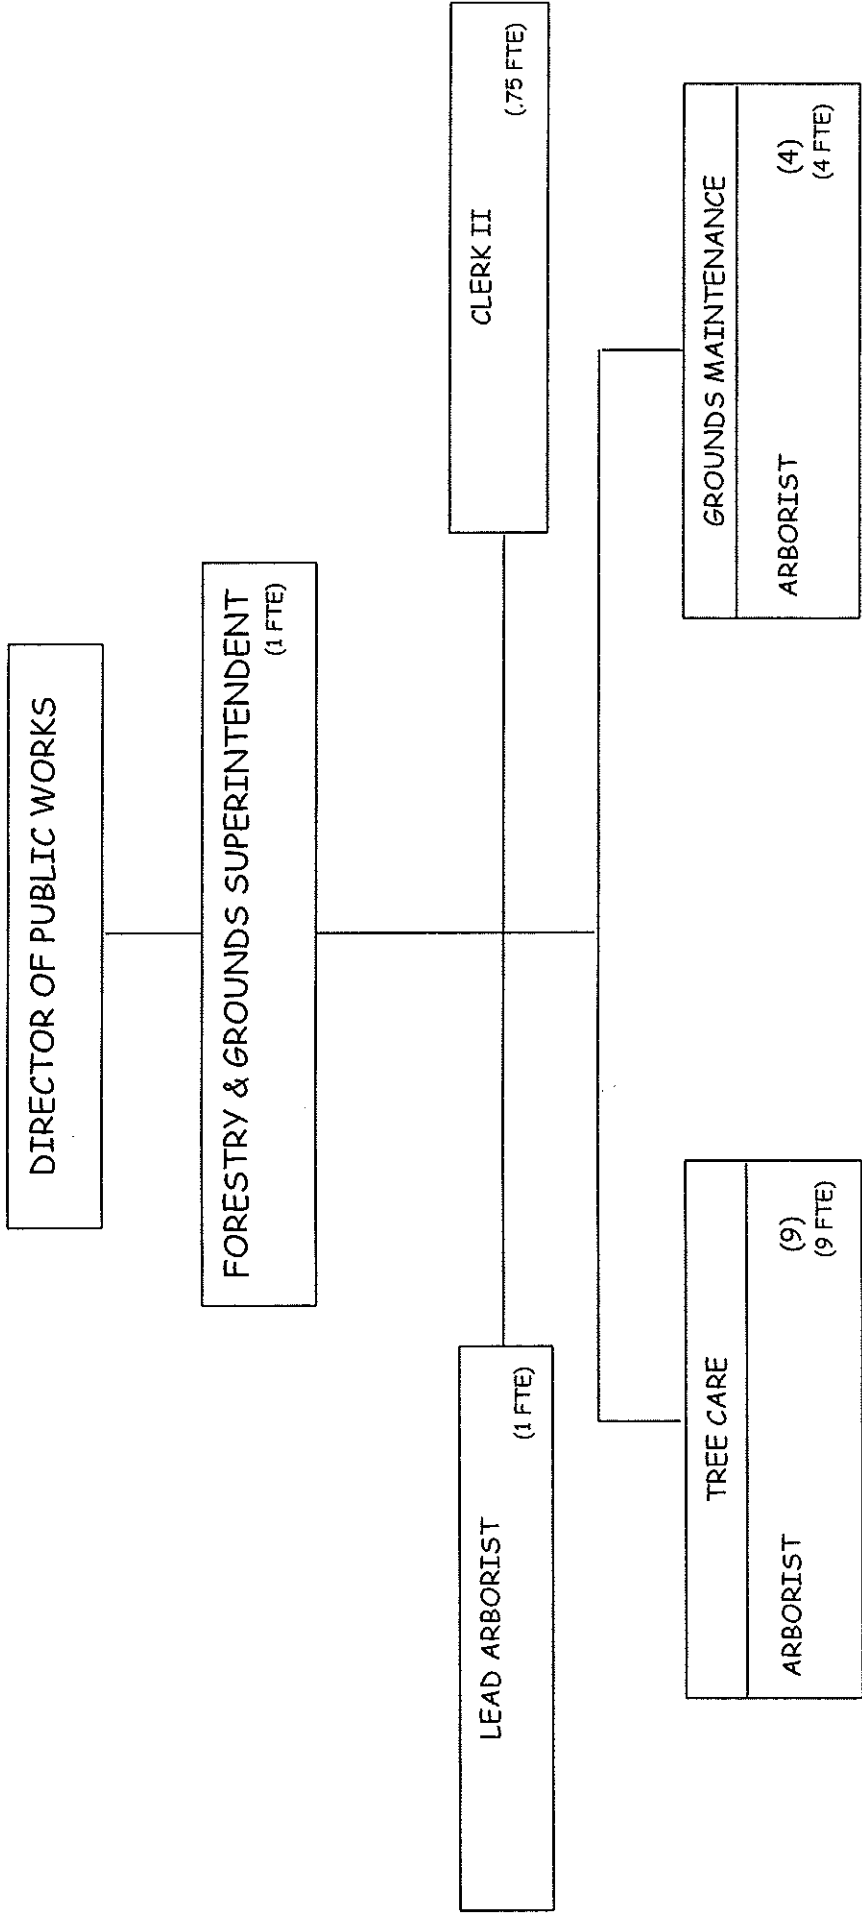 DIRECTOR OF PUBLIC WORKS
FORESTRY & GROUNDS SUPERINTENDENT
(1 FTE)
LEAD ARBORIST
(1 FTE)
CLERK II
(.75 FTE)
TREE CARE
ARBORIST (9)
(9 FTE)
GROUNDS MAINTENANCE
ARBORIST (4)
(4 FTE)